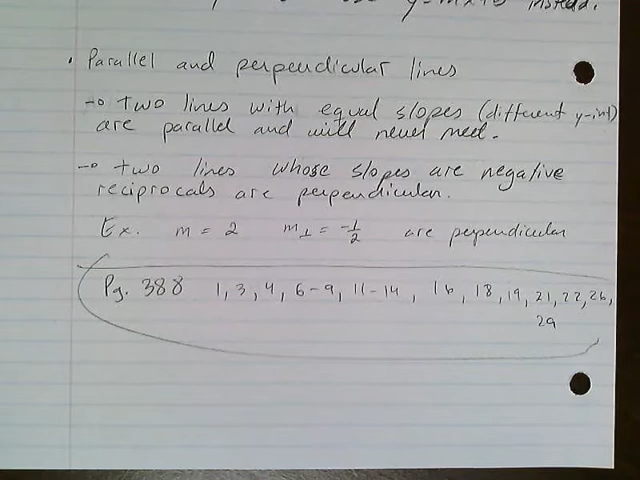 y=mx+b instead.
• Parallel and perpendicular lines
→ two lines with equal slopes (different y-int)
are parallel and will never meet.
→ two lines whose slopes are negative
reciprocals are perpendicular.
Ex. m = 2 m⊥ = -1/2 are perpendicular
Pg. 388 1, 3, 4, 6-9, 11-14, 16, 18, 19, 21, 22, 26,
29